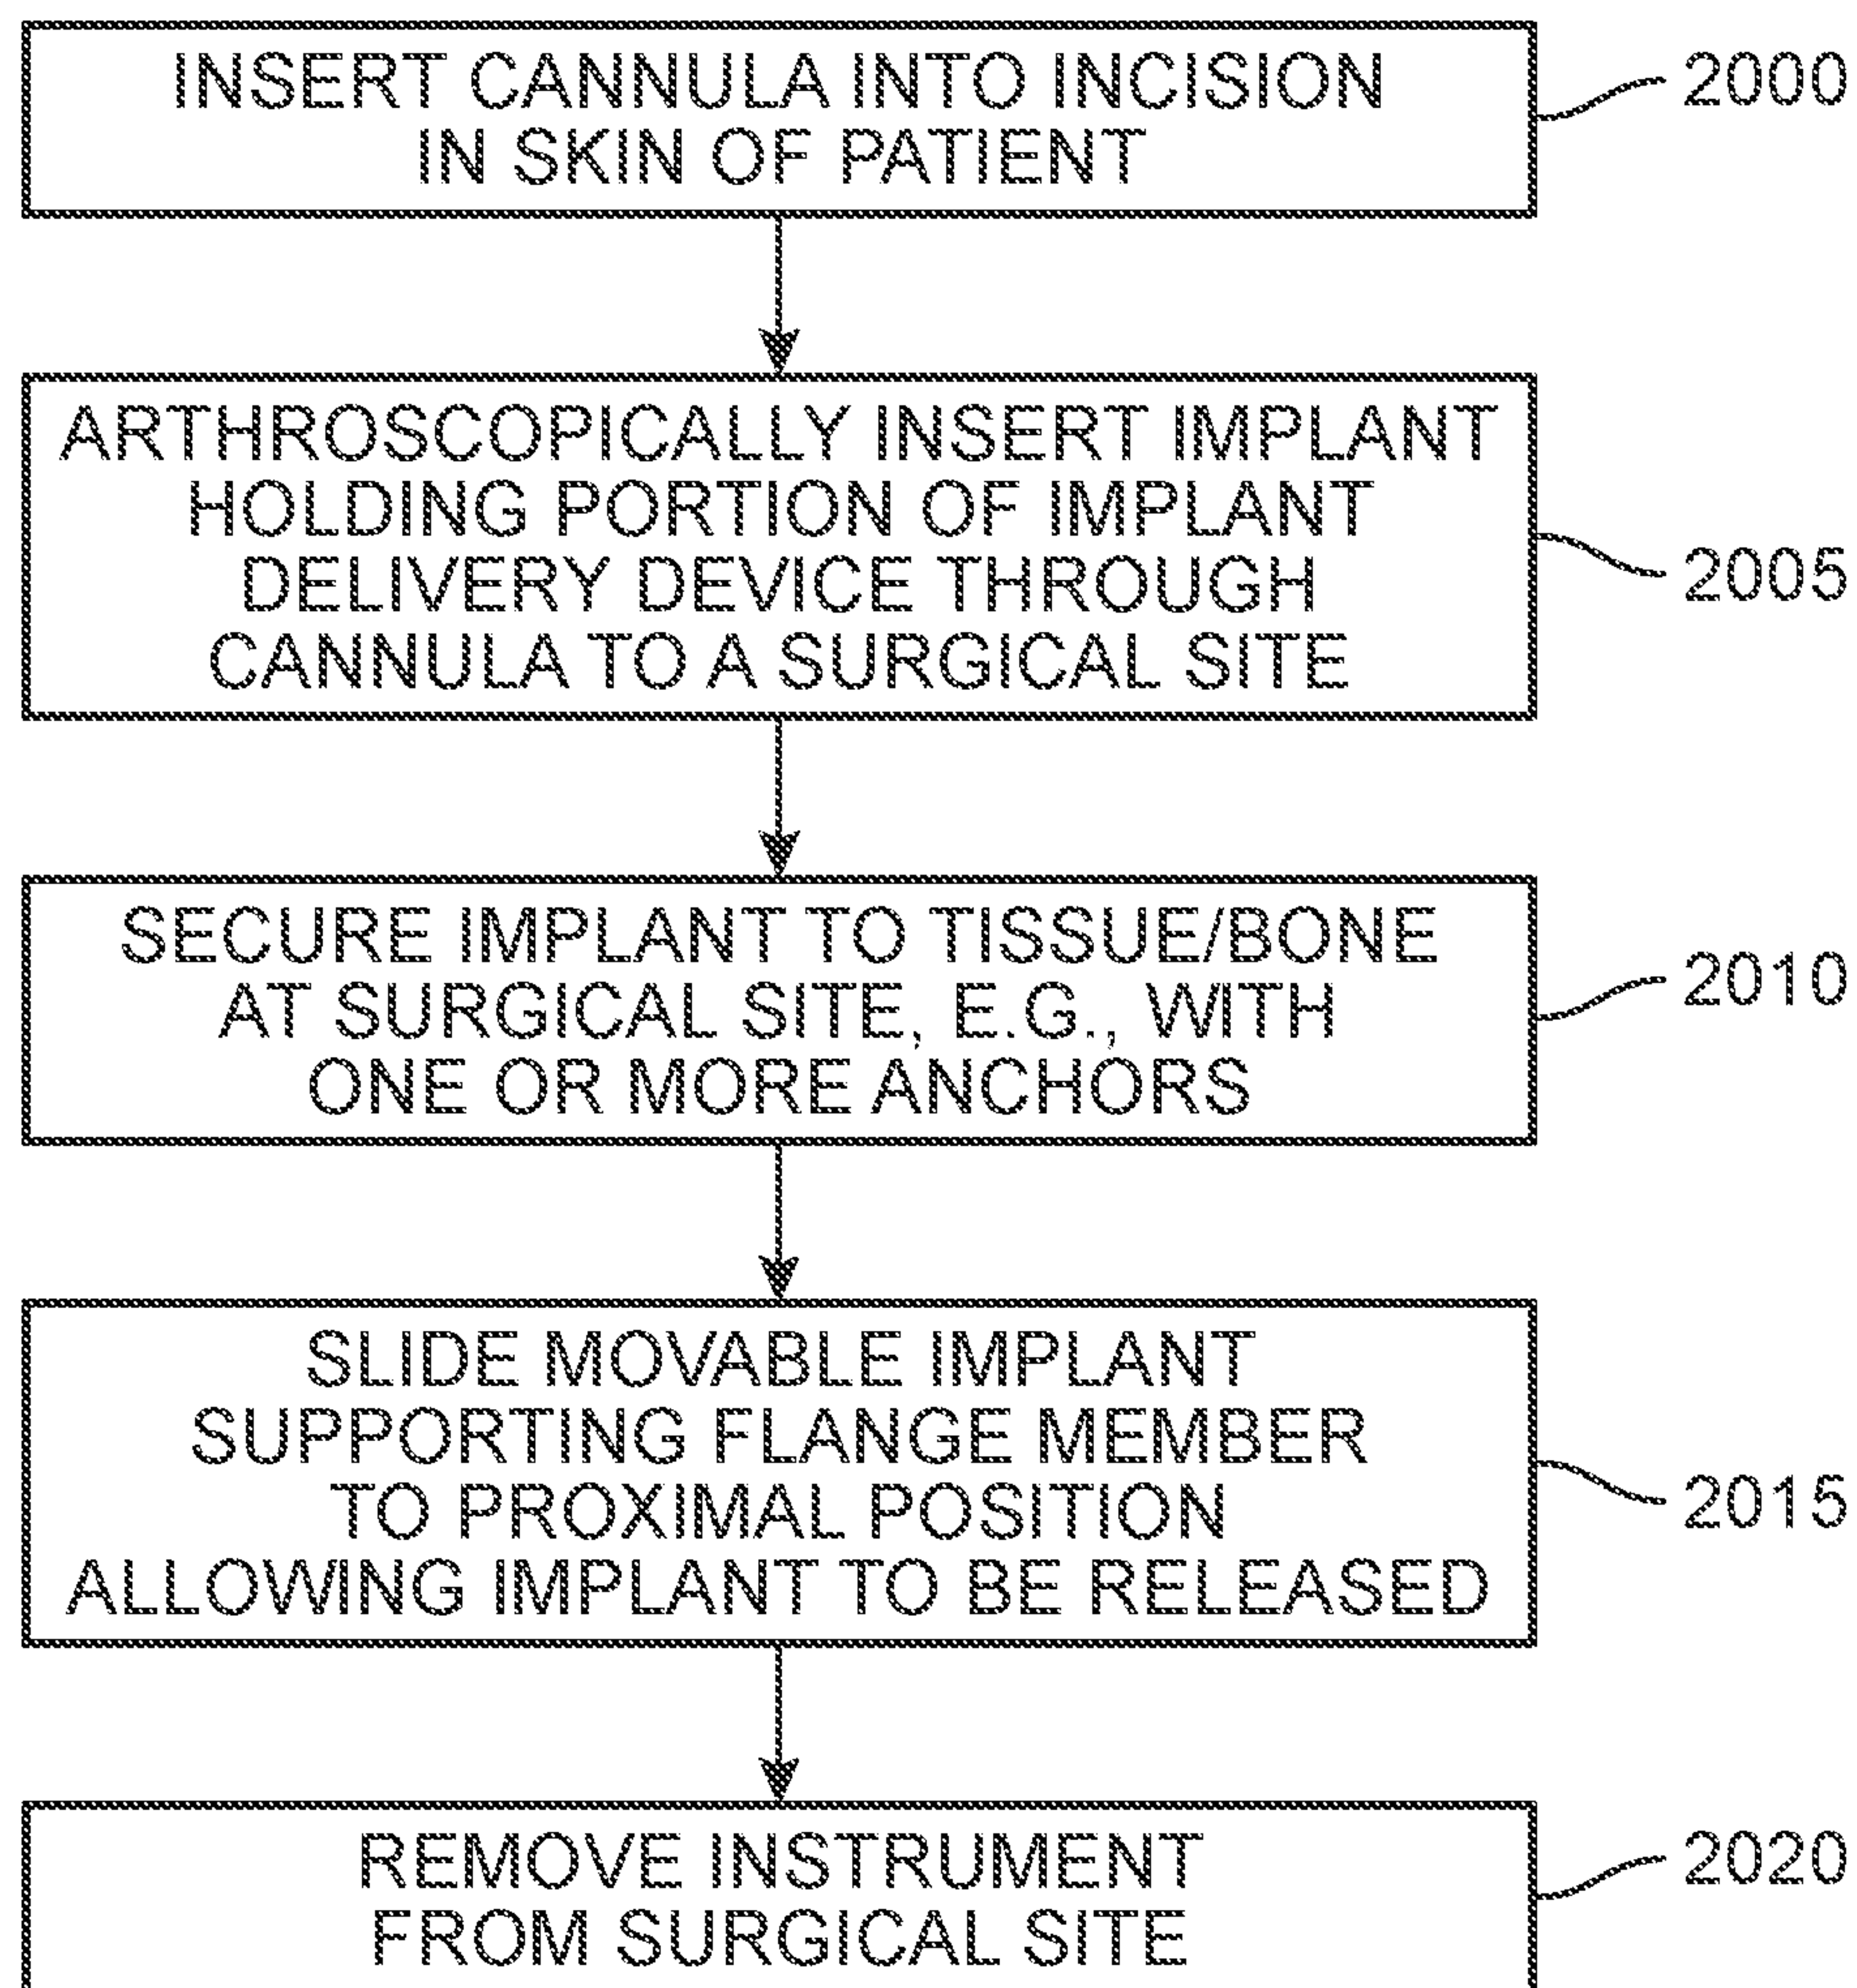 INSERT CANNULA INTO INCISION
IN SKIN OF PATIENT
2000
ARTHROSCOPICALLY INSERT IMPLANT
HOLDING PORTION OF IMPLANT
DELIVERY DEVICE THROUGH
CANNULA TO A SURGICAL SITE
2005
SECURE IMPLANT TO TISSUE/BONE
AT SURGICAL SITE, E.G., WITH
ONE OR MORE ANCHORS
2010
SLIDE MOVABLE IMPLANT
SUPPORTING FLANGE MEMBER
TO PROXIMAL POSITION
ALLOWING IMPLANT TO BE RELEASED
2015
REMOVE INSTRUMENT
FROM SURGICAL SITE
2020